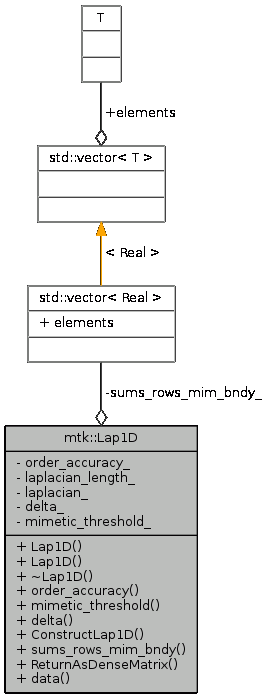 T
+elements
std::vector< T >
< Real >
std::vector< Real >
+ elements
-sums_rows_mim_bndy_
mtk::Lap1D
- order_accuracy_
- laplacian_length_
- laplacian_
- delta_
- mimetic_threshold_
+ Lap1D()
+ Lap1D()
+ ~Lap1D()
+ order_accuracy()
+ mimetic_threshold()
+ delta()
+ ConstructLap1D()
+ sums_rows_mim_bndy()
+ ReturnAsDenseMatrix()
+ data()